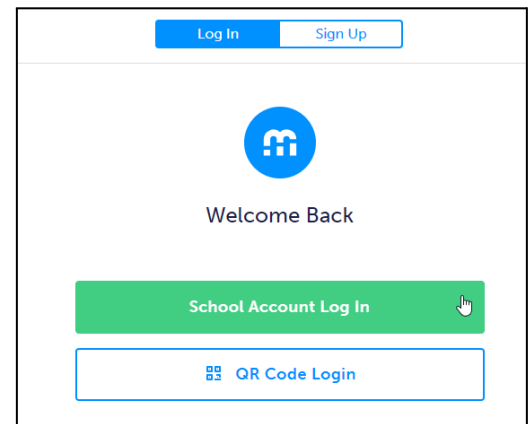 Log In Sign Up
Welcome Back
School Account Log In
QR Code Login